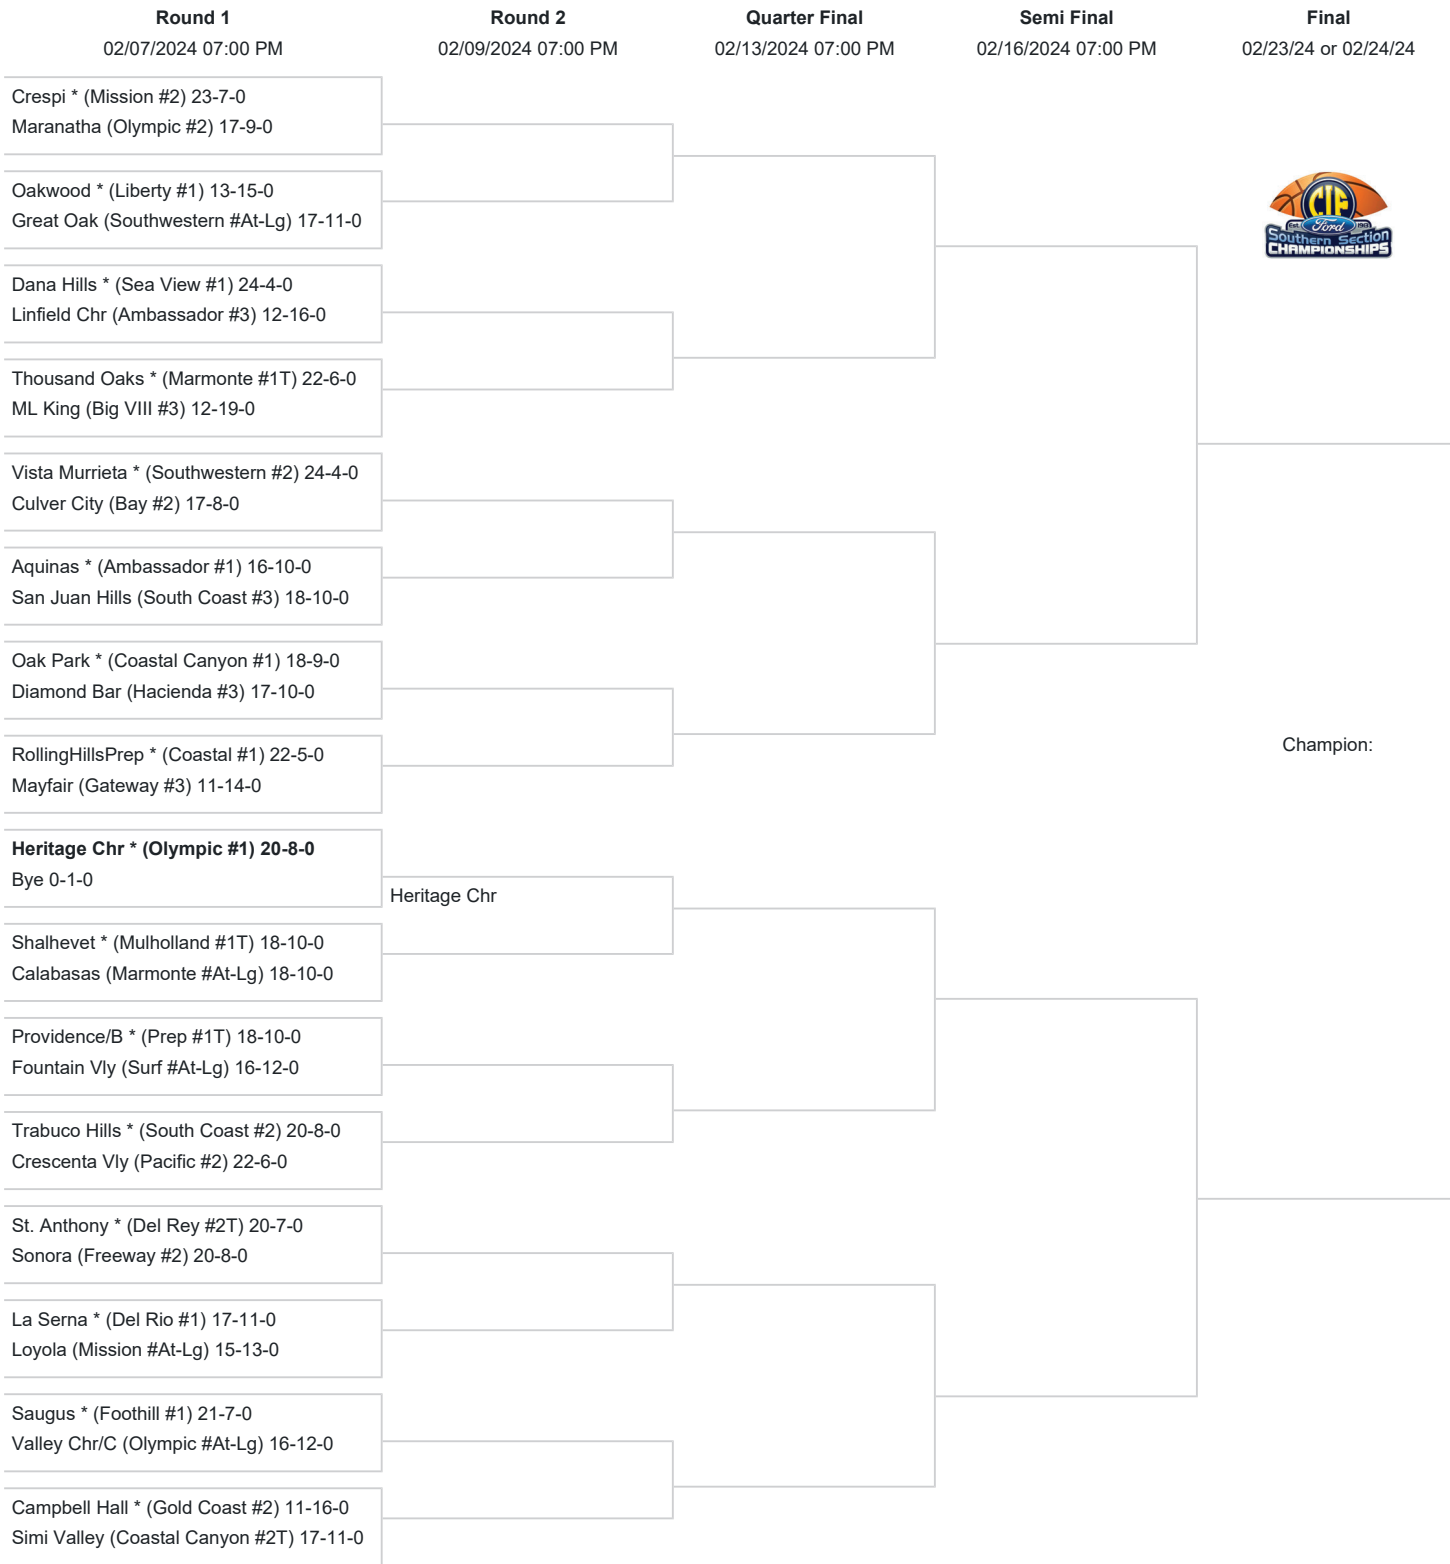 Round 1
02/07/2024 07:00 PM
Round 2
02/09/2024 07:00 PM
Quarter Final
02/13/2024 07:00 PM
Semi Final
02/16/2024 07:00 PM
Final
02/23/24 or 02/24/24
Crespi * (Mission #2) 23-7-0
Maranatha (Olympic #2) 17-9-0
Oakwood * (Liberty #1) 13-15-0
Great Oak (Southwestern #At-Lg) 17-11-0
Dana Hills * (Sea View #1) 24-4-0
Linfield Chr (Ambassador #3) 12-16-0
Thousand Oaks * (Marmonte #1T) 22-6-0
ML King (Big VIII #3) 12-19-0
Vista Murrieta * (Southwestern #2) 24-4-0
Culver City (Bay #2) 17-8-0
Aquinas * (Ambassador #1) 16-10-0
San Juan Hills (South Coast #3) 18-10-0
Oak Park * (Coastal Canyon #1) 18-9-0
Diamond Bar (Hacienda #3) 17-10-0
RollingHillsPrep * (Coastal #1) 22-5-0
Mayfair (Gateway #3) 11-14-0
Heritage Chr * (Olympic #1) 20-8-0
Bye 0-1-0
Shalhevet * (Mulholland #1T) 18-10-0
Calabasas (Marmonte #At-Lg) 18-10-0
Providence/B * (Prep #1T) 18-10-0
Fountain Vly (Surf #At-Lg) 16-12-0
Trabuco Hills * (South Coast #2) 20-8-0
Crescenta Vly (Pacific #2) 22-6-0
St. Anthony * (Del Rey #2T) 20-7-0
Sonora (Freeway #2) 20-8-0
La Serna * (Del Rio #1) 17-11-0
Loyola (Mission #At-Lg) 15-13-0
Saugus * (Foothill #1) 21-7-0
Valley Chr/C (Olympic #At-Lg) 16-12-0
Campbell Hall * (Gold Coast #2) 11-16-0
Simi Valley (Coastal Canyon #2T) 17-11-0
Heritage Chr
CIF
Est. Ford
Southern Section
CHAMPIONSHIPS
Champion: